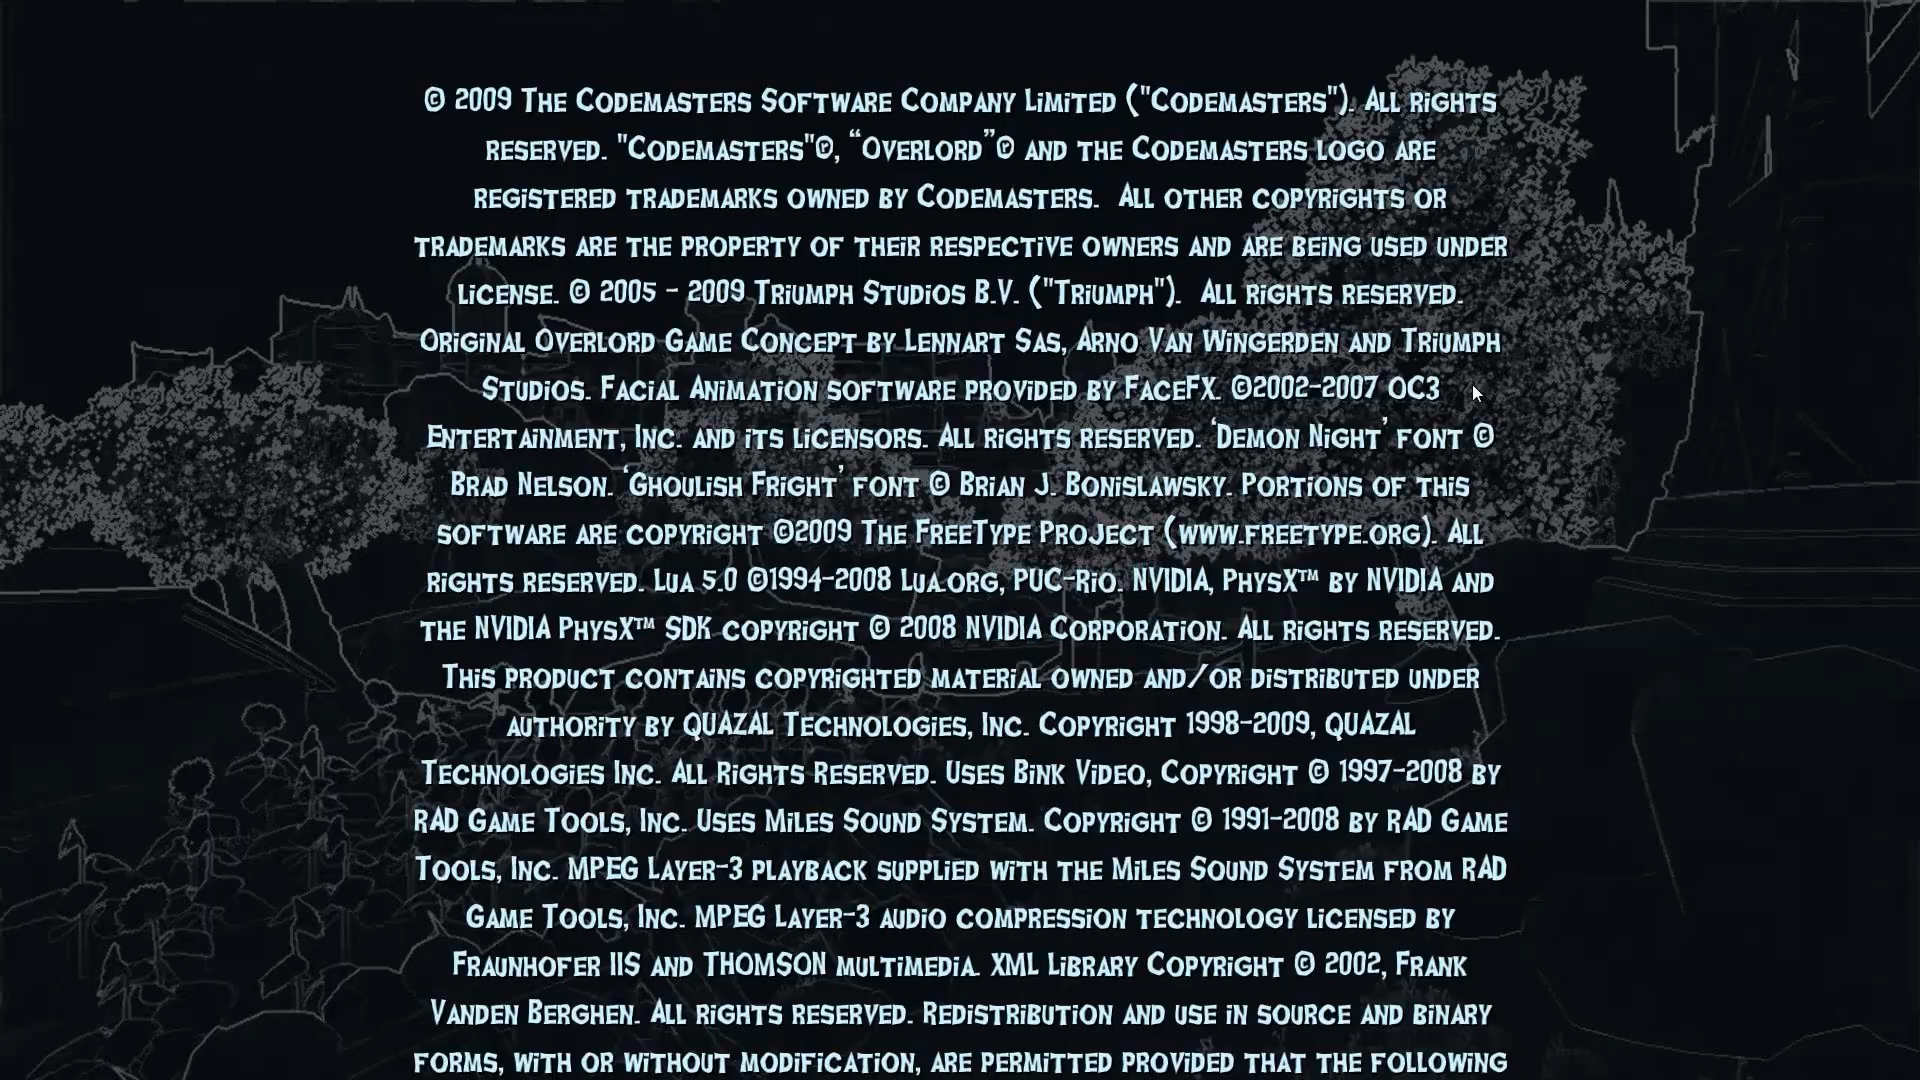 © 2009 The Codemasters Software Company Limited ("Codemasters"). All rights
reserved. "Codemasters"®, “Overlord”® and the Codemasters logo are
registered trademarks owned by Codemasters.  All other copyrights or
trademarks are the property of their respective owners and are being used under
license. © 2005 - 2009 Triumph Studios B.V. ("Triumph").  All rights reserved.
Original Overlord Game Concept by Lennart Sas, Arno Van Wingerden and Triumph
Studios. Facial Animation software provided by FaceFX. ©2002-2007 OC3
Entertainment, Inc. and its licensors. All rights reserved. ‘Demon Night’ font ©
Brad Nelson. ‘Ghoulish Fright’ font © Brian J. Bonislawsky. Portions of this
software are copyright ©2009 The FreeType Project (www.freetype.org). All
rights reserved. Lua 5.0 ©1994-2008 Lua.org, PUC-Rio. NVIDIA, PhysX™ by NVIDIA and
the NVIDIA PhysX™ SDK copyright © 2008 NVIDIA Corporation. All rights reserved.
This product contains copyrighted material owned and/or distributed under
authority by QUAZAL Technologies, Inc. Copyright 1998-2009, QUAZAL
Technologies Inc. All Rights Reserved. Uses Bink Video, Copyright © 1997-2008 by
RAD Game Tools, Inc. Uses Miles Sound System. Copyright © 1991-2008 by RAD Game
Tools, Inc. MPEG Layer-3 playback supplied with the Miles Sound System from RAD
Game Tools, Inc. MPEG Layer-3 audio compression technology licensed by
Fraunhofer IIS and THOMSON multimedia. XML Library Copyright © 2002, Frank
Vanden Berghen. All rights reserved. Redistribution and use in source and binary
forms, with or without modification, are permitted provided that the following